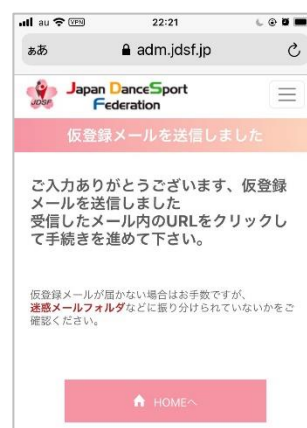 au VPN 22:21
ぁあ adm.jdsf.jp
JDSF Japan DanceSport
Federation
仮登録メールを送信しました
ご入力ありがとうございます、仮登録
メールを送信しました
受信したメール内のURLをクリックし
て手続きを進めて下さい。
仮登録メールが届かない場合はお手数ですが、
迷惑メールフォルダなどに振り分けられていないかをご
確認ください。
HOMEへ